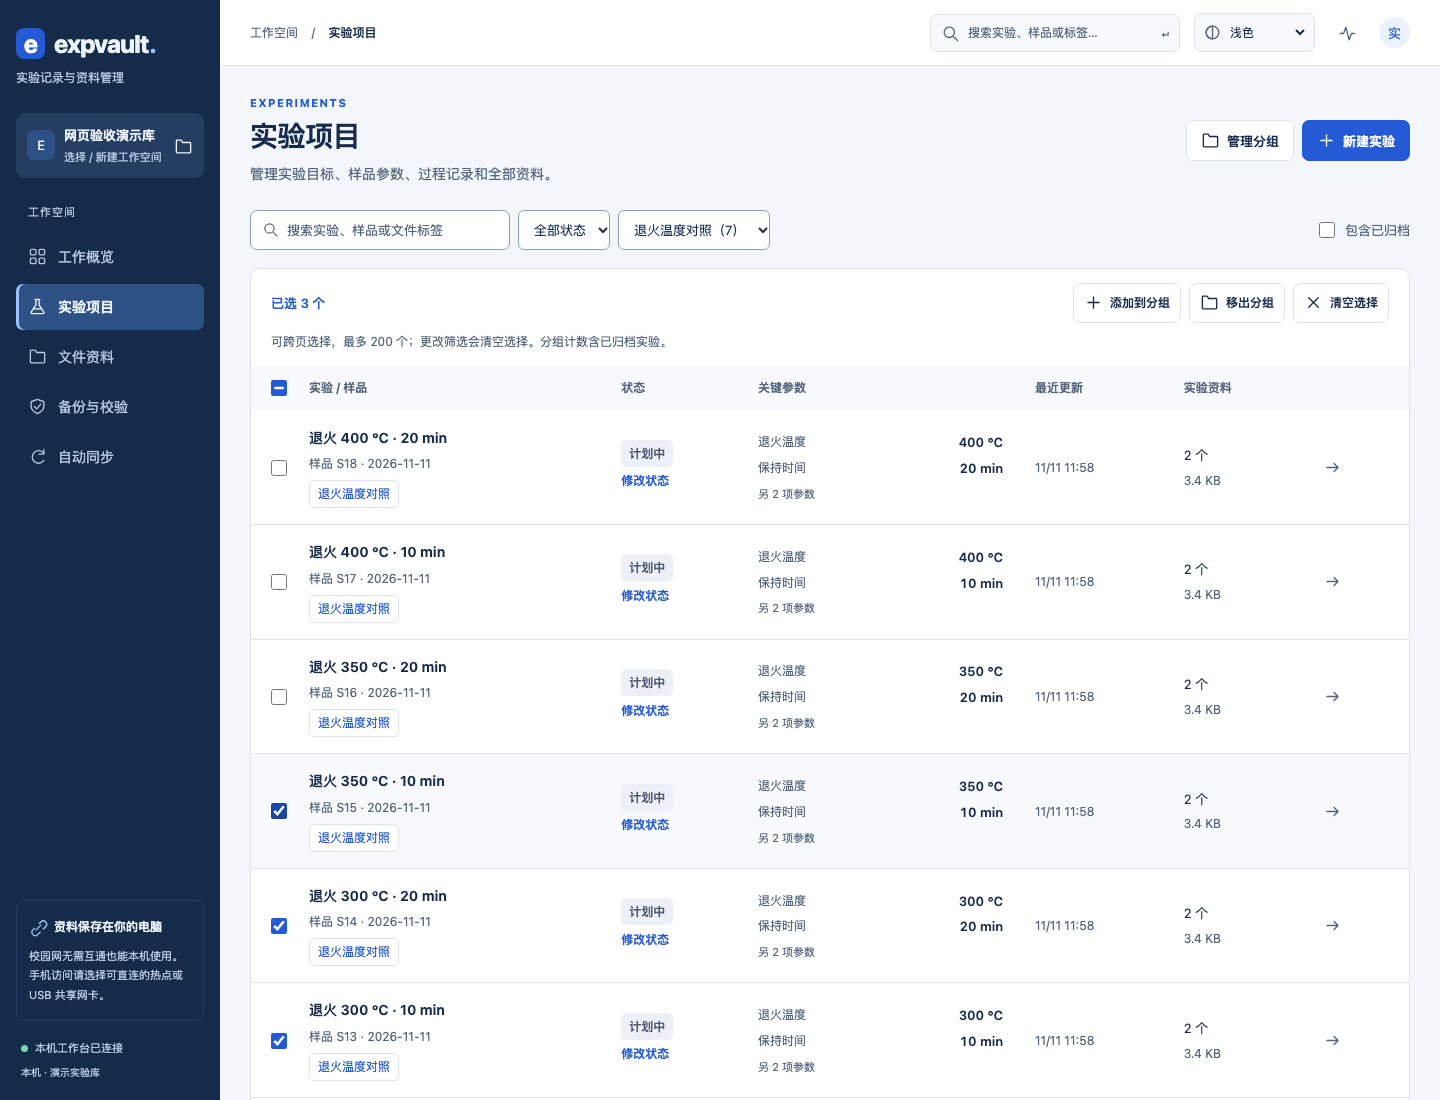 e expvault.
实验记录与资料管理
E 网页验收演示库
选择 / 新建工作空间
工作空间
工作概览
实验项目
文件资料
备份与校验
自动同步
资料保存在你的电脑
校园网无需互通也能本机使用。
手机访问请选择可直连的热点或
USB 共享网卡。
本机工作台已连接
本机 · 演示实验库
工作空间 / 实验项目
搜索实验、样品或标签... ↵
浅色
实
EXPERIMENTS
实验项目
管理实验目标、样品参数、过程记录和全部资料。
管理分组
新建实验
搜索实验、样品或文件标签
全部状态
退火温度对照（7）
包含已归档
已选 3 个
添加到分组
移出分组
清空选择
可跨页选择，最多 200 个；更改筛选会清空选择。分组计数含已归档实验。
实验 / 样品 状态 关键参数 最近更新 实验资料
退火 400 °C · 20 min
样品 S18 · 2026-11-11
退火温度对照
计划中
修改状态
退火温度 400 °C
保持时间 20 min
另 2 项参数
11/11 11:58
2 个
3.4 KB
→
退火 400 °C · 10 min
样品 S17 · 2026-11-11
退火温度对照
计划中
修改状态
退火温度 400 °C
保持时间 10 min
另 2 项参数
11/11 11:58
2 个
3.4 KB
→
退火 350 °C · 20 min
样品 S16 · 2026-11-11
退火温度对照
计划中
修改状态
退火温度 350 °C
保持时间 20 min
另 2 项参数
11/11 11:58
2 个
3.4 KB
→
退火 350 °C · 10 min
样品 S15 · 2026-11-11
退火温度对照
计划中
修改状态
退火温度 350 °C
保持时间 10 min
另 2 项参数
11/11 11:58
2 个
3.4 KB
→
退火 300 °C · 20 min
样品 S14 · 2026-11-11
退火温度对照
计划中
修改状态
退火温度 300 °C
保持时间 20 min
另 2 项参数
11/11 11:58
2 个
3.4 KB
→
退火 300 °C · 10 min
样品 S13 · 2026-11-11
退火温度对照
计划中
修改状态
退火温度 300 °C
保持时间 10 min
另 2 项参数
11/11 11:58
2 个
3.4 KB
→